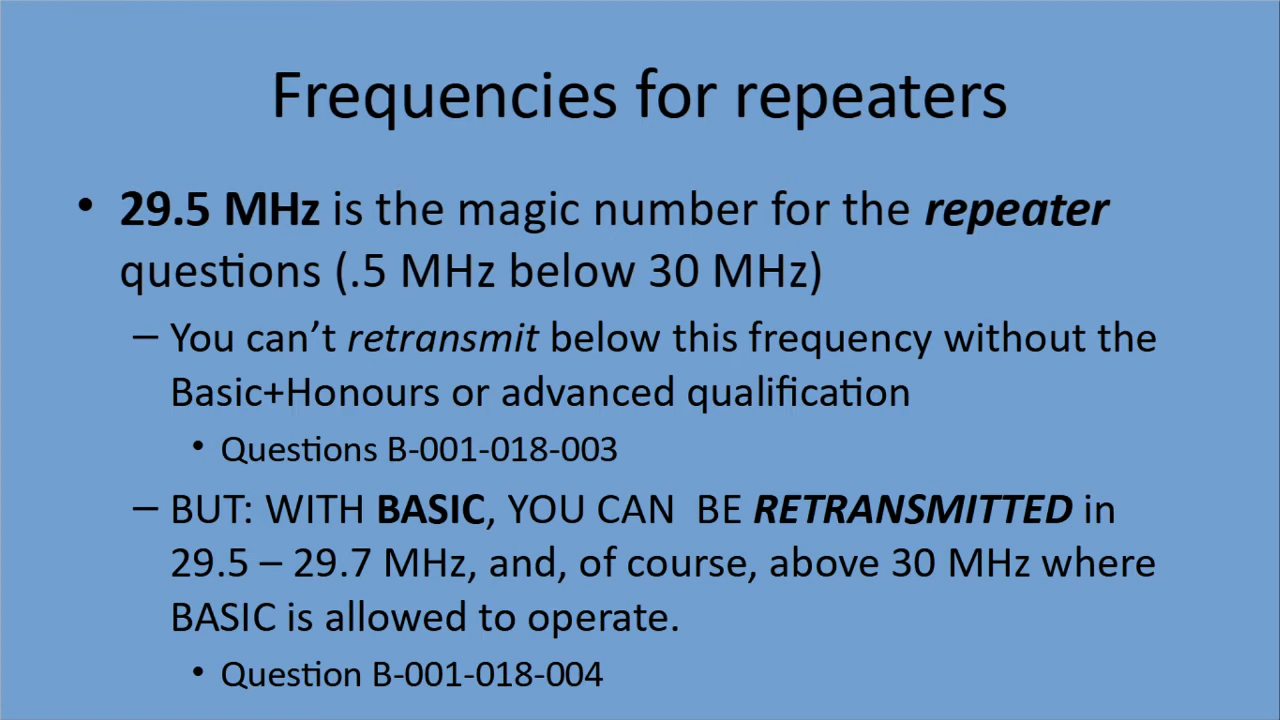 Frequencies for repeaters
• 29.5 MHz is the magic number for the repeater
questions (.5 MHz below 30 MHz)
– You can’t retransmit below this frequency without the
Basic+Honours or advanced qualification
• Questions B-001-018-003
– BUT: WITH BASIC, YOU CAN  BE RETRANSMITTED in
29.5 – 29.7 MHz, and, of course, above 30 MHz where
BASIC is allowed to operate.
• Question B-001-018-004